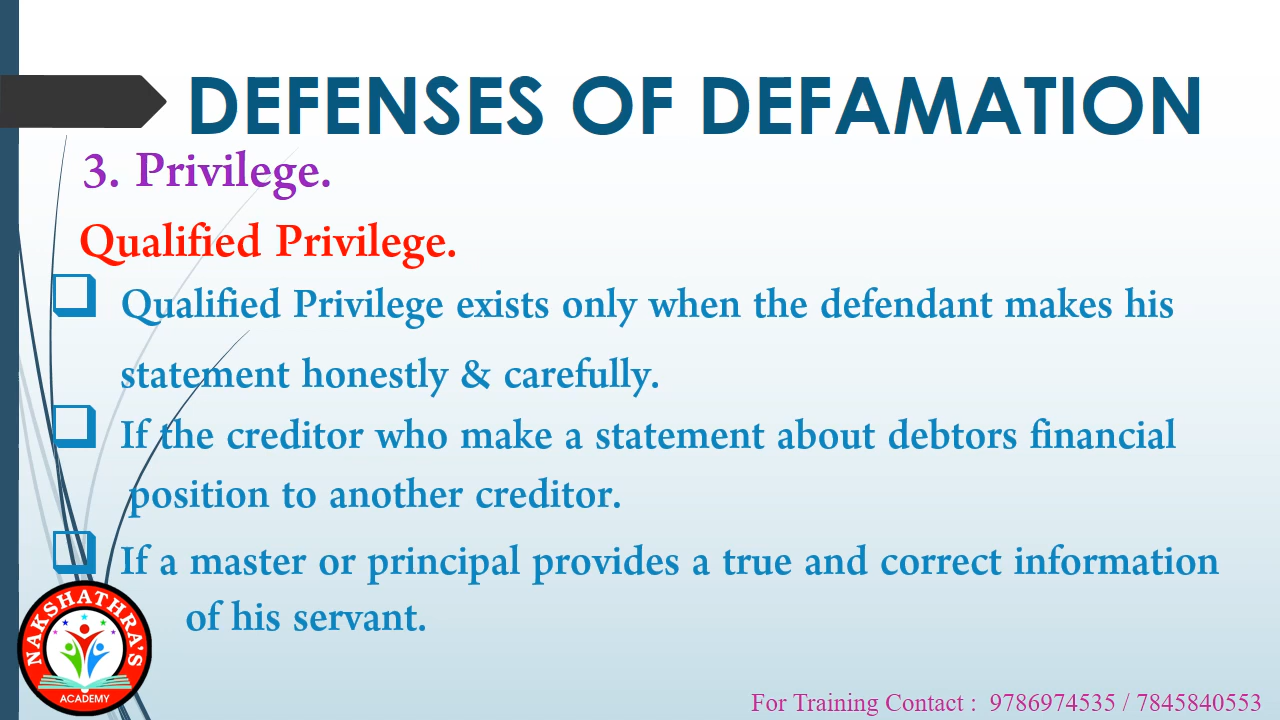 DEFENSES OF DEFAMATION
3. Privilege.
Qualified Privilege.
Qualified Privilege exists only when the defendant makes his
statement honestly & carefully.
If the creditor who make a statement about debtors financial
position to another creditor.
If a master or principal provides a true and correct information
of his servant.
NAKSHATHRA'S
ACADEMY
For Training Contact : 9786974535 / 7845840553